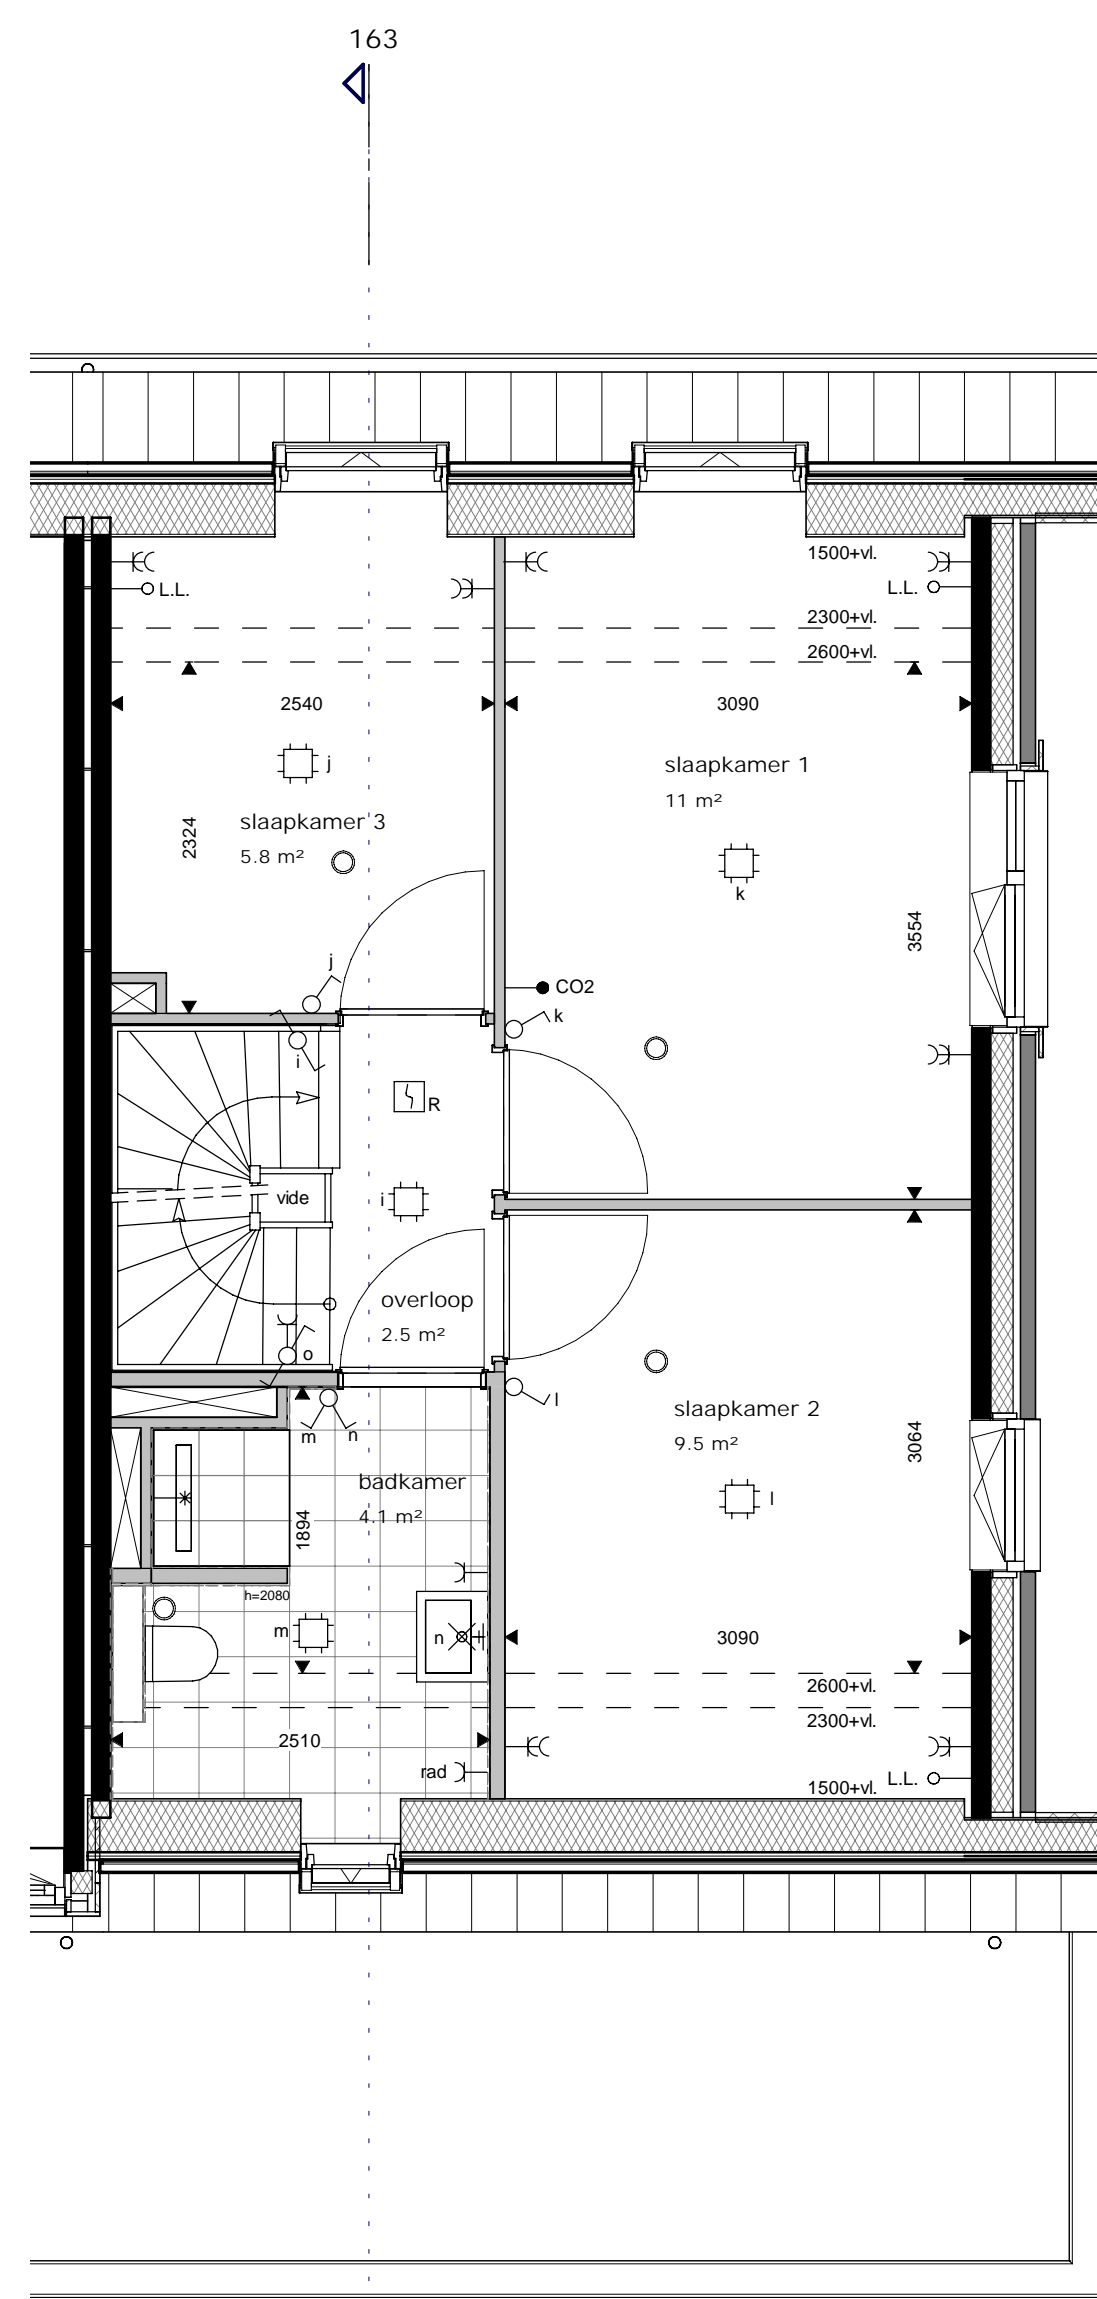 163
1500+vl.
L.L.
L.L.
2300+vl.
2600+vl.
2540
3090
j
slaapkamer 1
11 m²
slaapkamer 3
5.8 m²
2324
k
3554
j
CO2
k
i
R
vide
i
overloop
2.5 m²
o
l
slaapkamer 2
9.5 m²
m
n
3064
badkamer
4.1 m²
l
1894
h=2080
m
n
3090
2600+vl.
2300+vl.
2510
rad
L.L.
1500+vl.